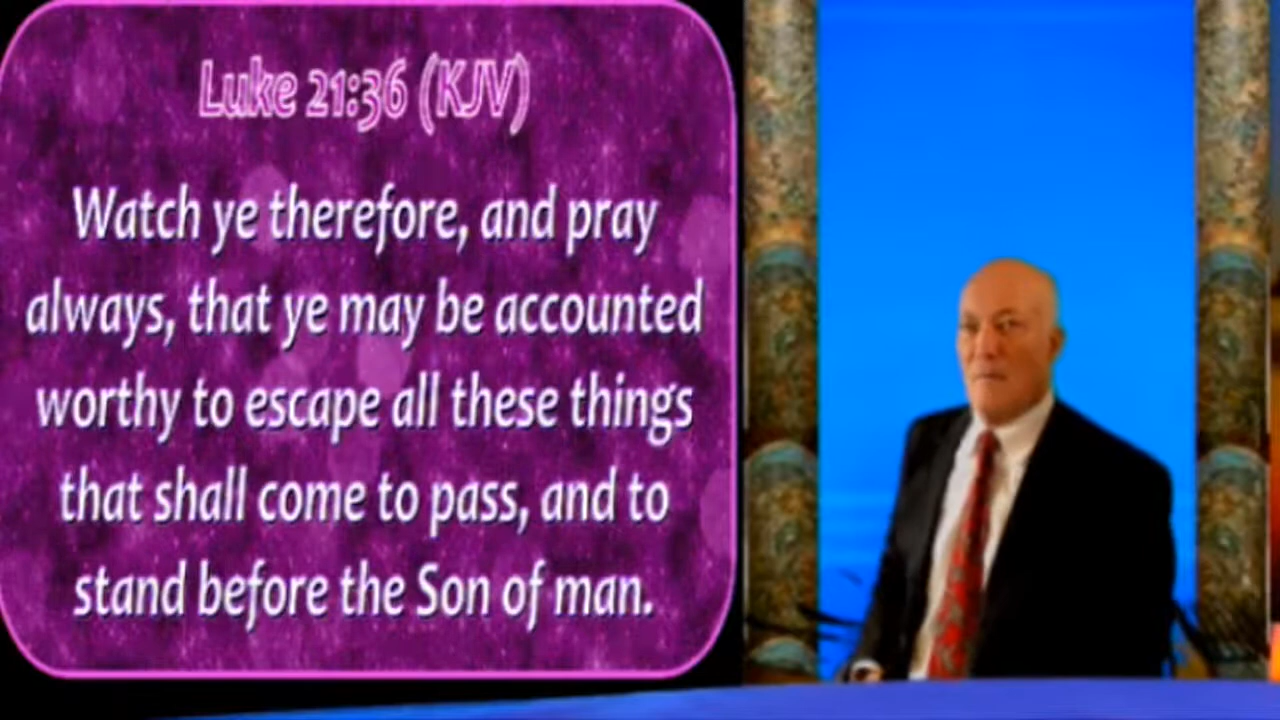 Luke 21:36 (KJV)
Watch ye therefore, and pray
always, that ye may be accounted
worthy to escape all these things
that shall come to pass, and to
stand before the Son of man.